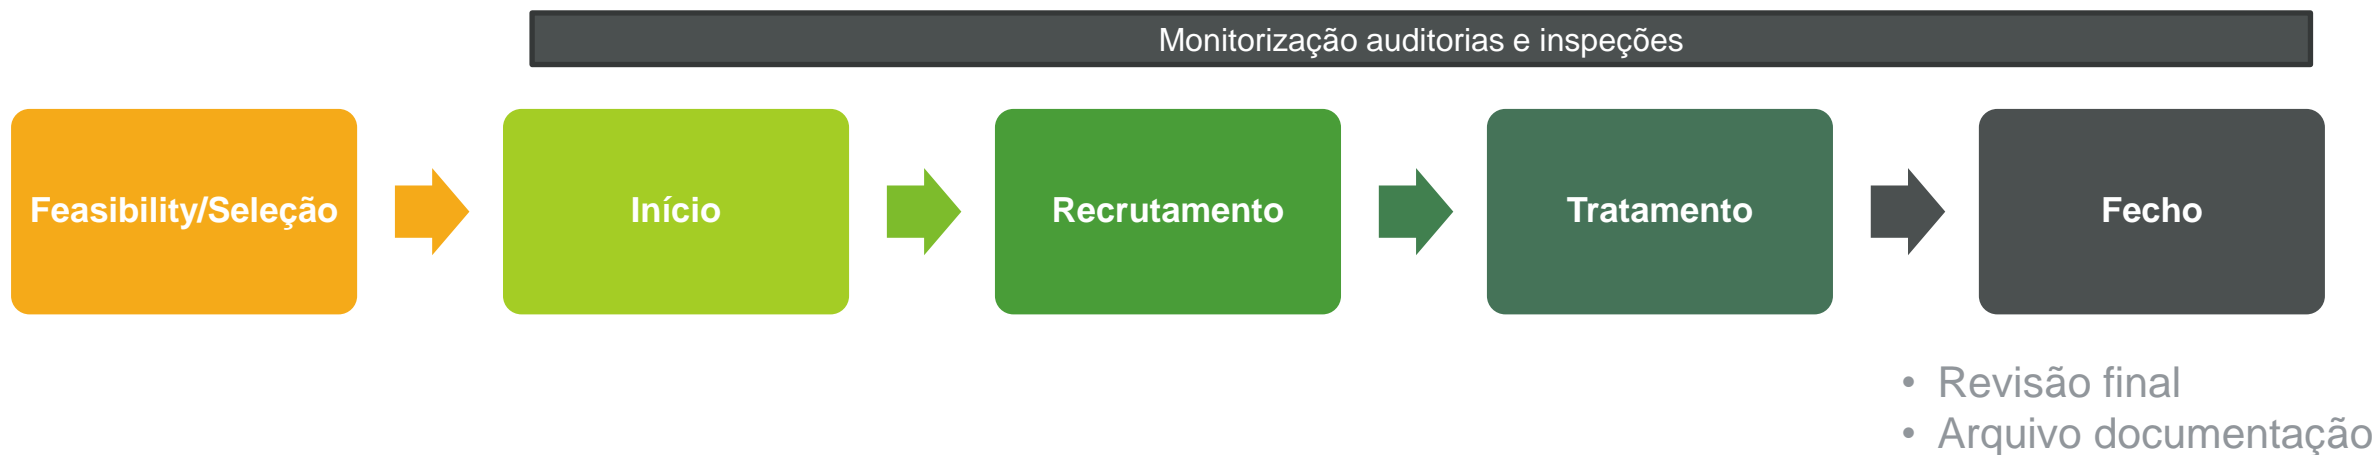 Monitorização auditorias e inspeções
Feasibility/Seleção
Início
Recrutamento
Tratamento
Fecho
• Revisão final
• Arquivo documentação